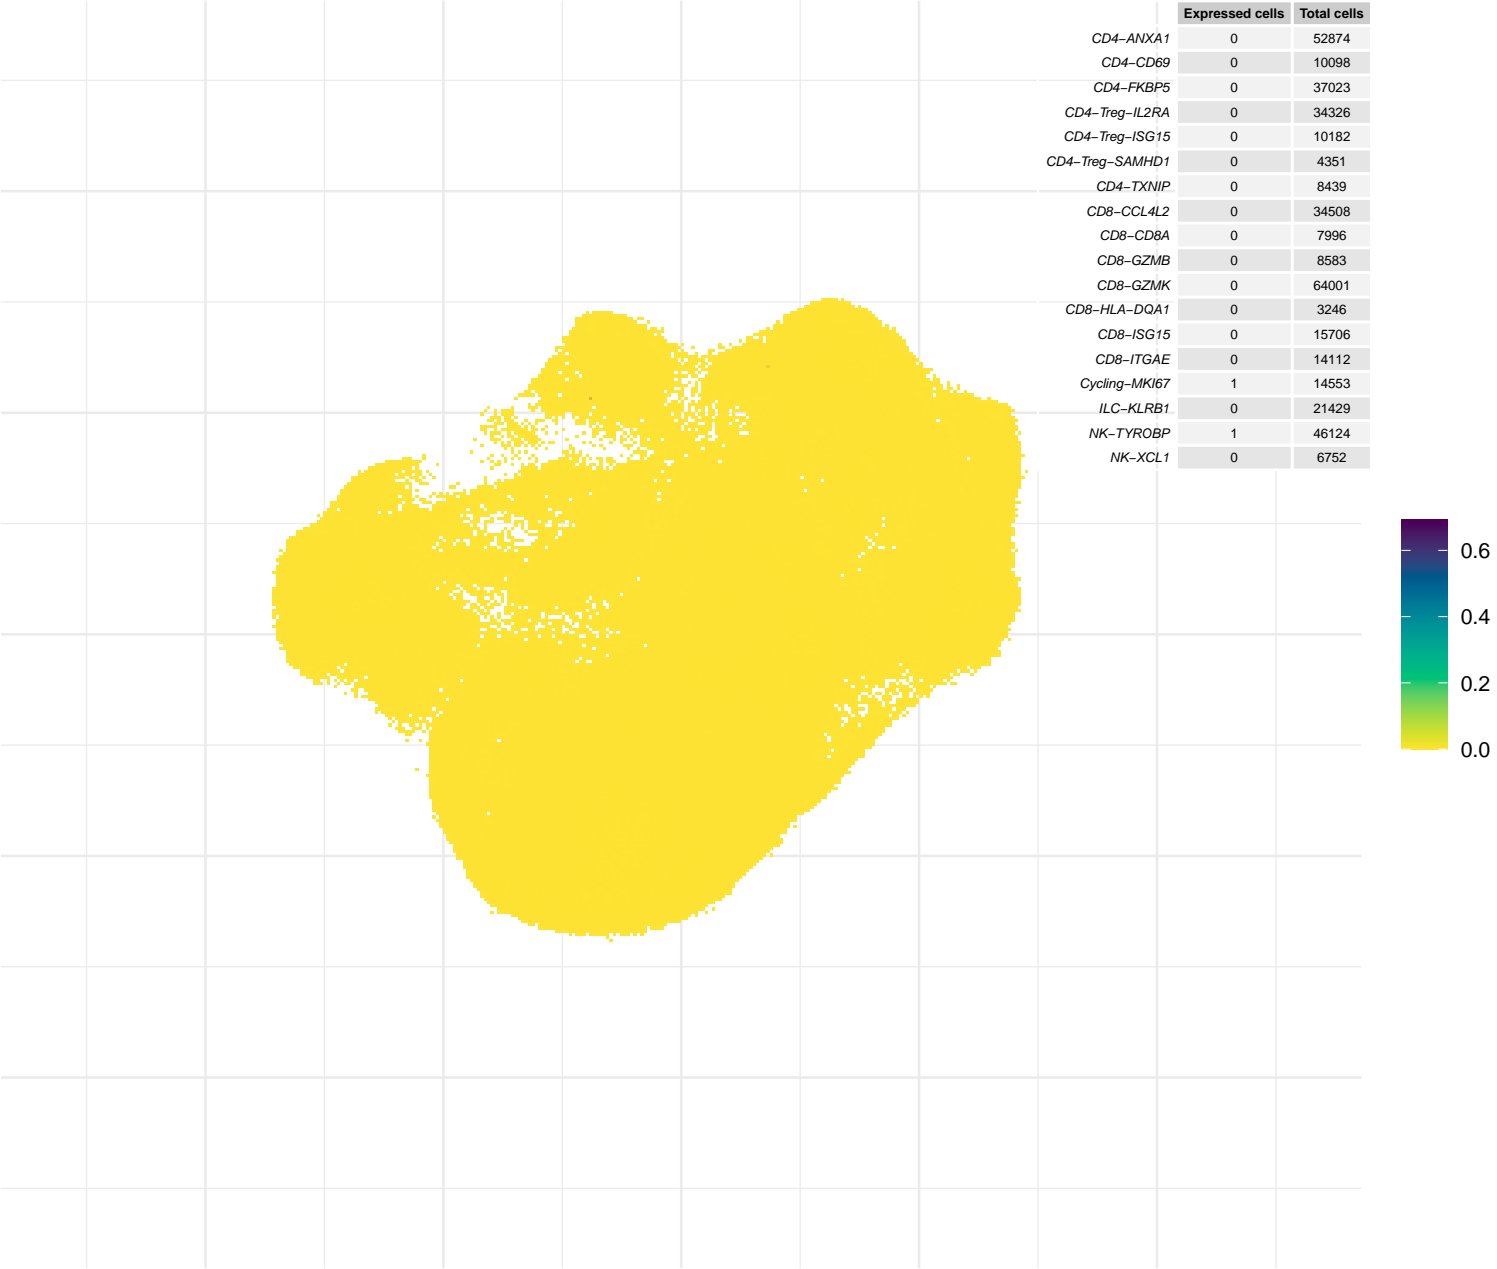 Expressed cells Total cells
CD4−ANXA1 0 52874
CD4−CD69 0 10098
CD4−FKBP5 0 37023
CD4−Treg−IL2RA 0 34326
CD4−Treg−ISG15 0 10182
CD4−Treg−SAMHD1 0 4351
CD4−TXNIP 0 8439
CD8−CCL4L2 0 34508
CD8−CD8A 0 7996
CD8−GZMB 0 8583
CD8−GZMK 0 64001
CD8−HLA−DQA1 0 3246
CD8−ISG15 0 15706
CD8−ITGAE 0 14112
Cycling−MKI67 1 14553
ILC−KLRB1 0 21429
NK−TYROBP 1 46124
NK−XCL1 0 6752
0.6
0.4
0.2
0.0